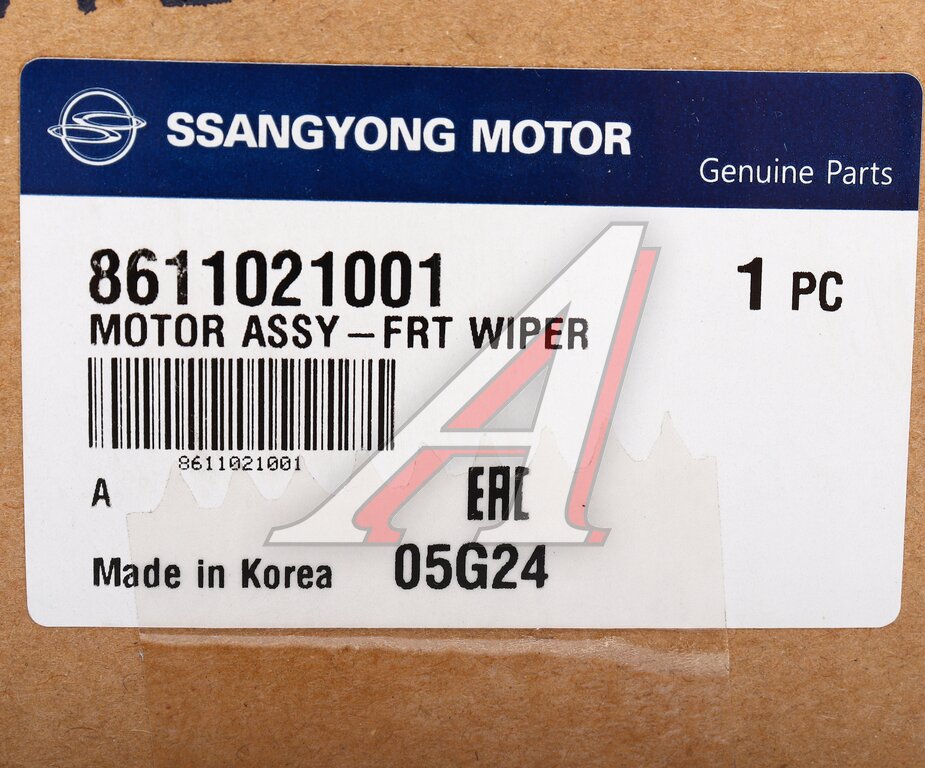 SSANGYONG MOTOR
Genuine Parts
8611021001
1 PC
MOTOR ASSY-FRT WIPER
8611021001
A
EAC
Made in Korea
05G24